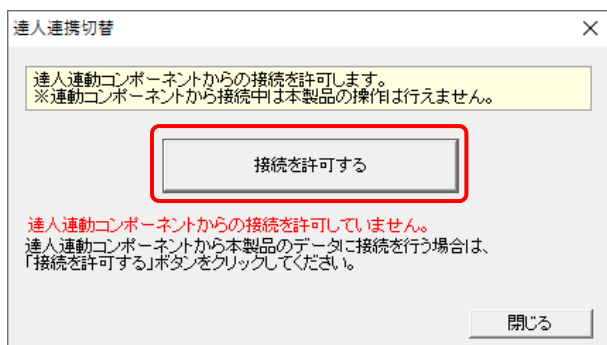 達人連携切替
達人連動コンポーネントからの接続を許可します。
※連動コンポーネントから接続中は本製品の操作は行えません。
接続を許可する
達人連動コンポーネントからの接続を許可していません。
達人連動コンポーネントから本製品のデータに接続を行う場合は、
「接続を許可する」ボタンをクリックしてください。
閉じる